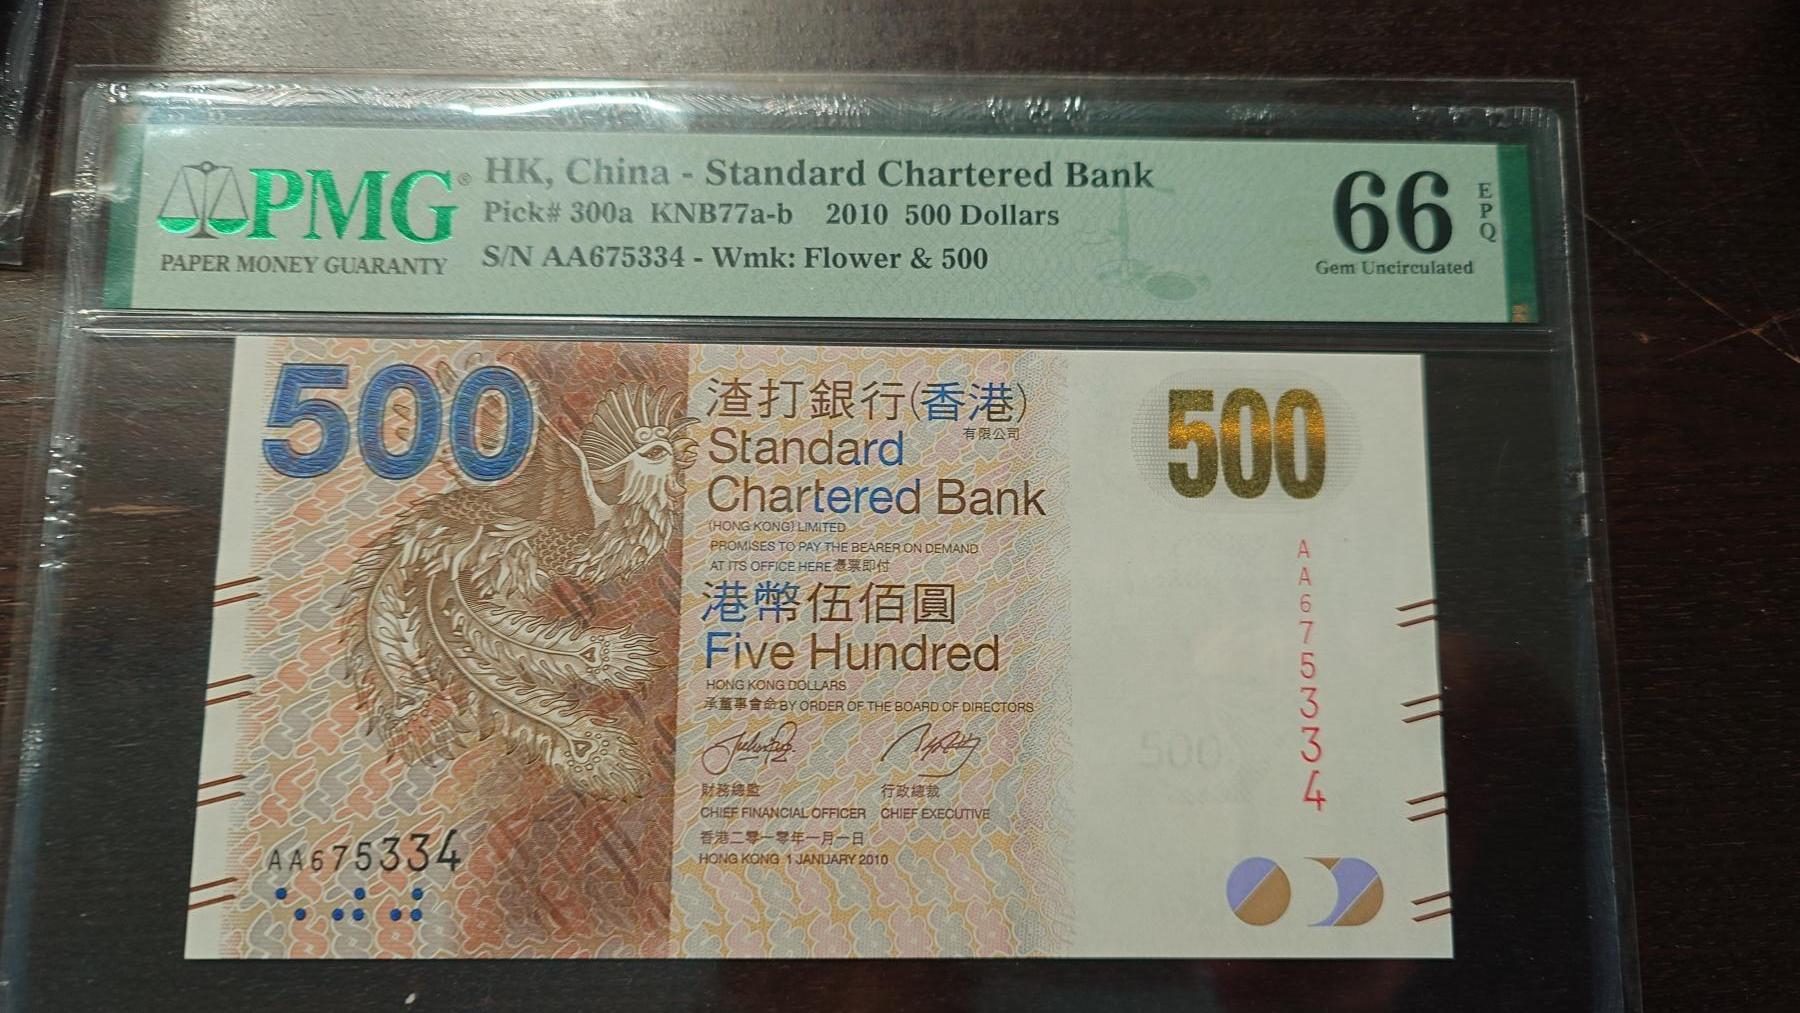 PMG®
PAPER MONEY GUARANTY
HK, China - Standard Chartered Bank
Pick# 300a KNB77a-b 2010 500 Dollars
S/N AA675334 - Wmk: Flower & 500
66
EPQ
Gem Uncirculated
500
渣打銀行(香港)
有限公司
Standard
Chartered Bank
(HONG KONG) LIMITED
PROMISES TO PAY THE BEARER ON DEMAND
AT ITS OFFICE HERE 憑票即付
港幣伍佰圓
Five Hundred
HONG KONG DOLLARS
承董事會命 BY ORDER OF THE BOARD OF DIRECTORS
財務總監 行政總裁
CHIEF FINANCIAL OFFICER CHIEF EXECUTIVE
香港二零一零年一月一日
HONG KONG 1 JANUARY 2010
AA675334
500
AA675334
500